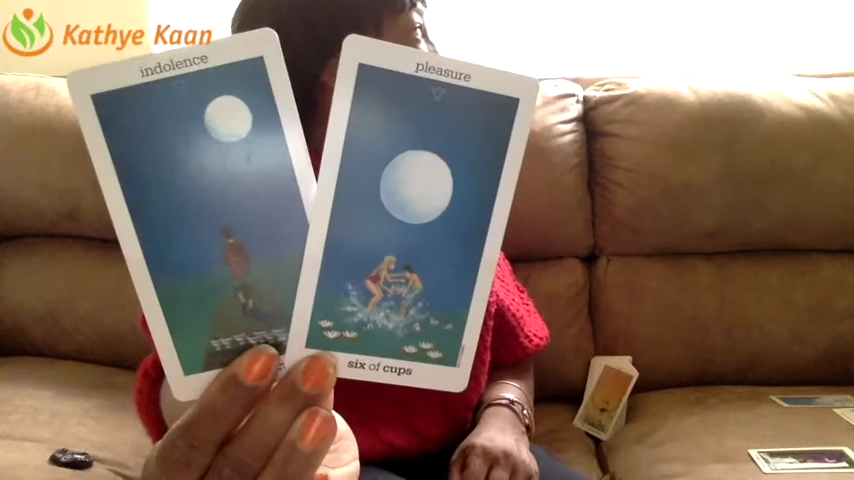 Kathye Kaan
indolence
pleasure
six of cups